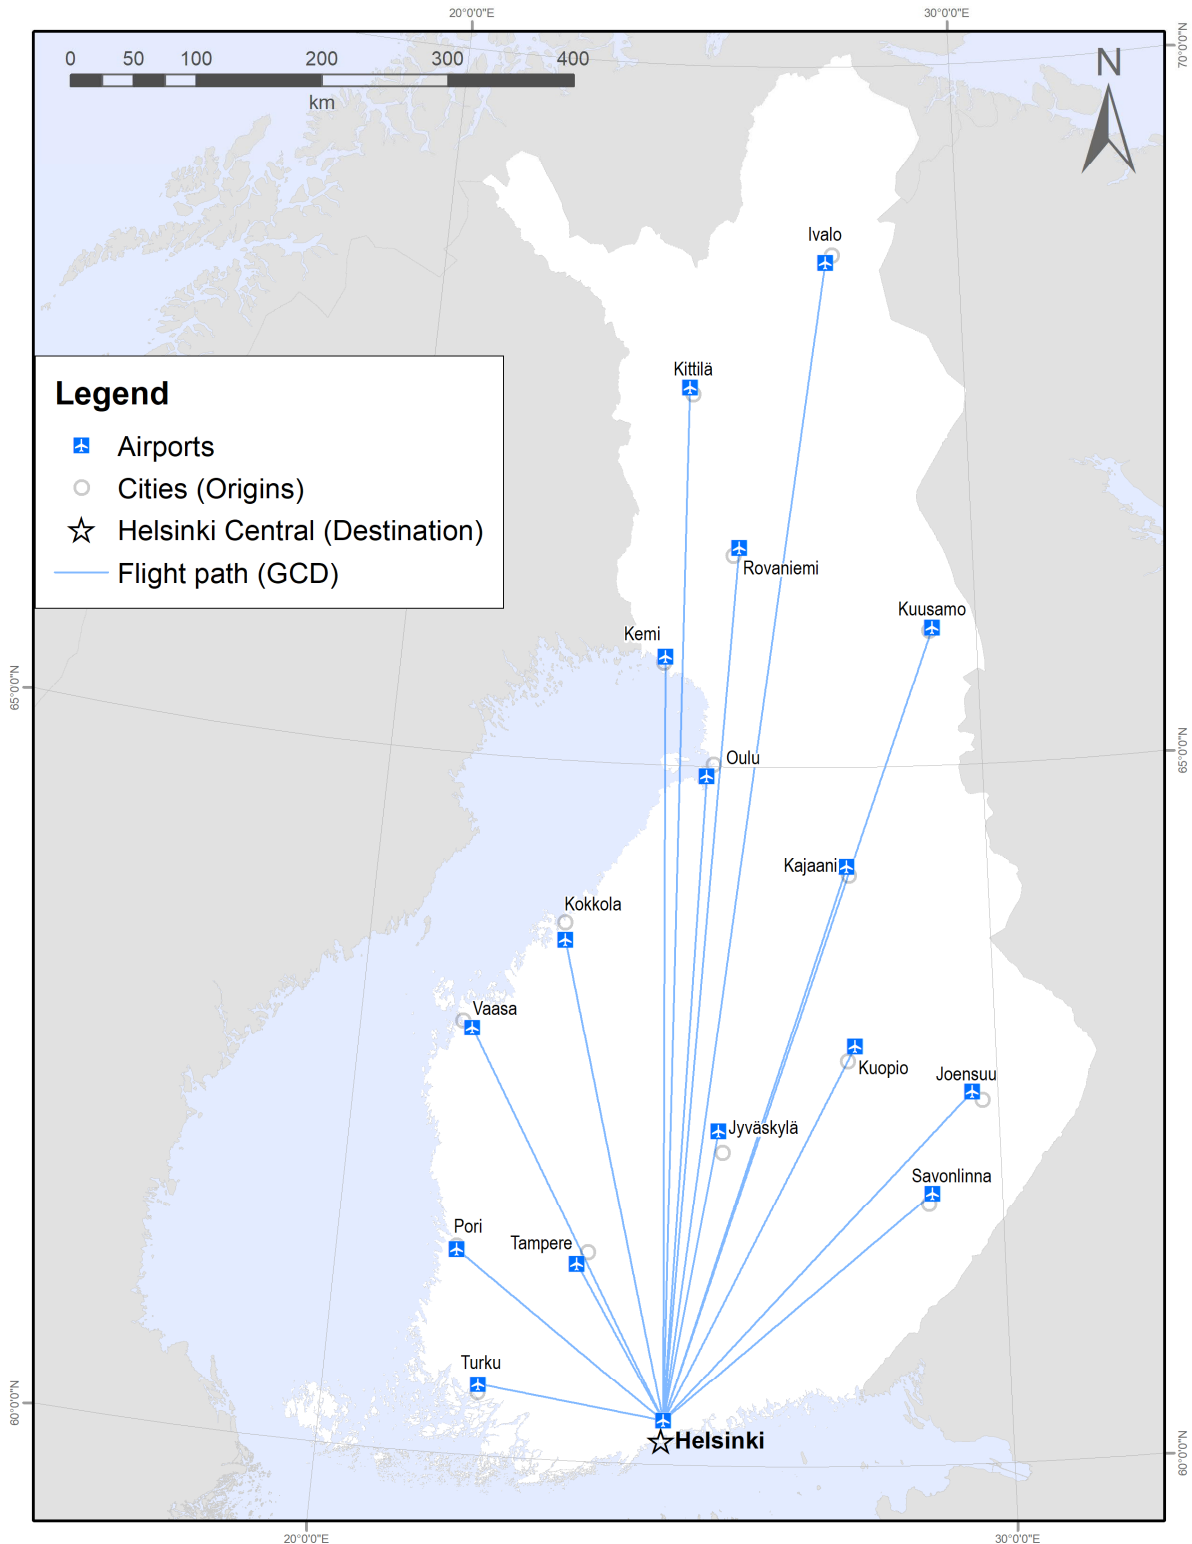 20°0'0"E
30°0'0"E
0 50 100 200 300 400
km
N
70°0'0"N
Ivalo
Kittilä
Legend
Airports
Cities (Origins)
Helsinki Central (Destination)
Flight path (GCD)
Rovaniemi
Kuusamo
Kemi
65°0'0"N
Oulu
65°0'0"N
Kajaani
Kokkola
Vaasa
Kuopio
Joensuu
Jyväskylä
Savonlinna
Pori
Tampere
Turku
60°0'0"N
Helsinki
60°0'0"N
20°0'0"E
30°0'0"E